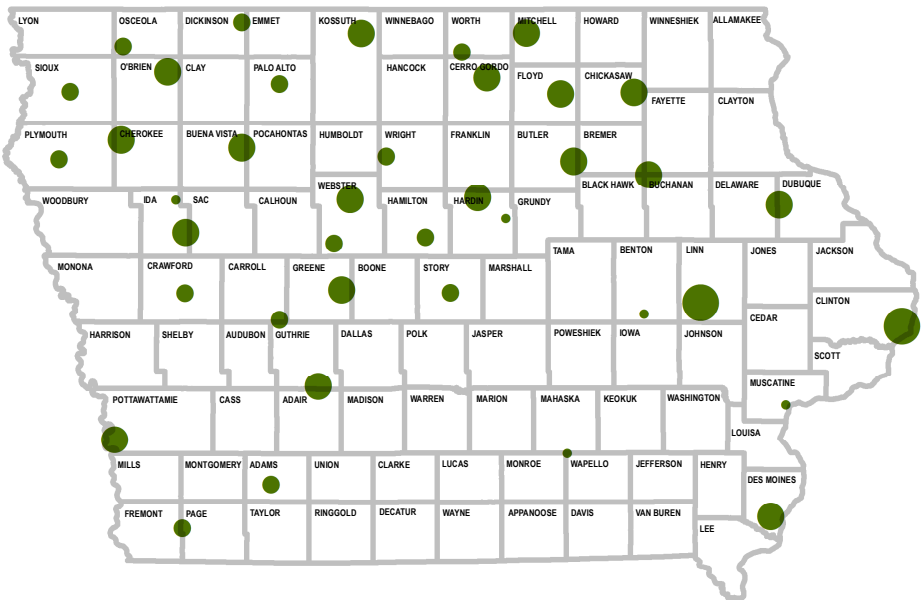 LYON OSCEOLA DICKINSON EMMET KOSSUTH WINNEBAGO WORTH MITCHELL HOWARD WINNESHIEK ALLAMAKEE
SIOUX O'BRIEN CLAY PALO ALTO HANCOCK CERRO GORDO FLOYD CHICKASAW
FAYETTE CLAYTON
PLYMOUTH CHEROKEE BUENA VISTA POCAHONTAS HUMBOLDT WRIGHT FRANKLIN BUTLER BREMER
WOODBURY IDA SAC CALHOUN WEBSTER HAMILTON HARDIN GRUNDY BLACK HAWK BUCHANAN DELAWARE DUBUQUE
MONONA CRAWFORD CARROLL GREENE BOONE STORY MARSHALL TAMA BENTON LINN JONES JACKSON
CLINTON
CEDAR
HARRISON SHELBY AUDUBON GUTHRIE DALLAS POLK JASPER POWESHIEK IOWA JOHNSON
SCOTT
MUSCATINE
POTTAWATTAMIE CASS ADAIR MADISON WARREN MARION MAHASKA KEOKUK WASHINGTON
LOUISA
MILLS MONTGOMERY ADAMS UNION CLARKE LUCAS MONROE WAPELLO JEFFERSON HENRY
DES MOINES
FREMONT PAGE TAYLOR RINGGOLD DECATUR WAYNE APPANOOSE DAVIS VAN BUREN
LEE